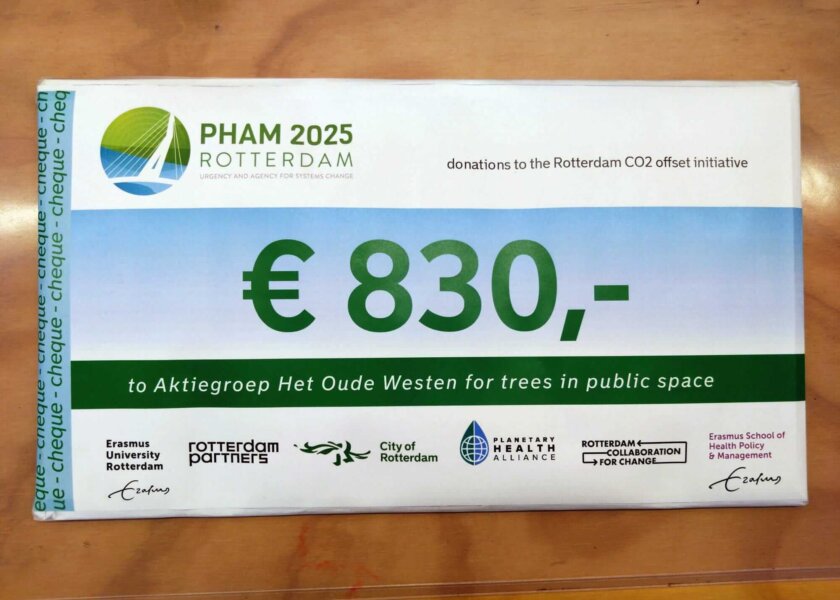 cheque - cheque - cheque - cheque - cheque
PHAM 2025
ROTTERDAM
URGENCY AND AGENCY FOR SYSTEMS CHANGE
donations to the Rotterdam CO2 offset initiative
€ 830,-
to Aktiegroep Het Oude Westen for trees in public space
Erasmus
University
Rotterdam
Erasmus
rotterdam
partners
City of
Rotterdam
PLANETARY
HEALTH
ALLIANCE
ROTTERDAM
COLLABORATION
FOR CHANGE
Erasmus School of
Health Policy
& Management
Erasmus